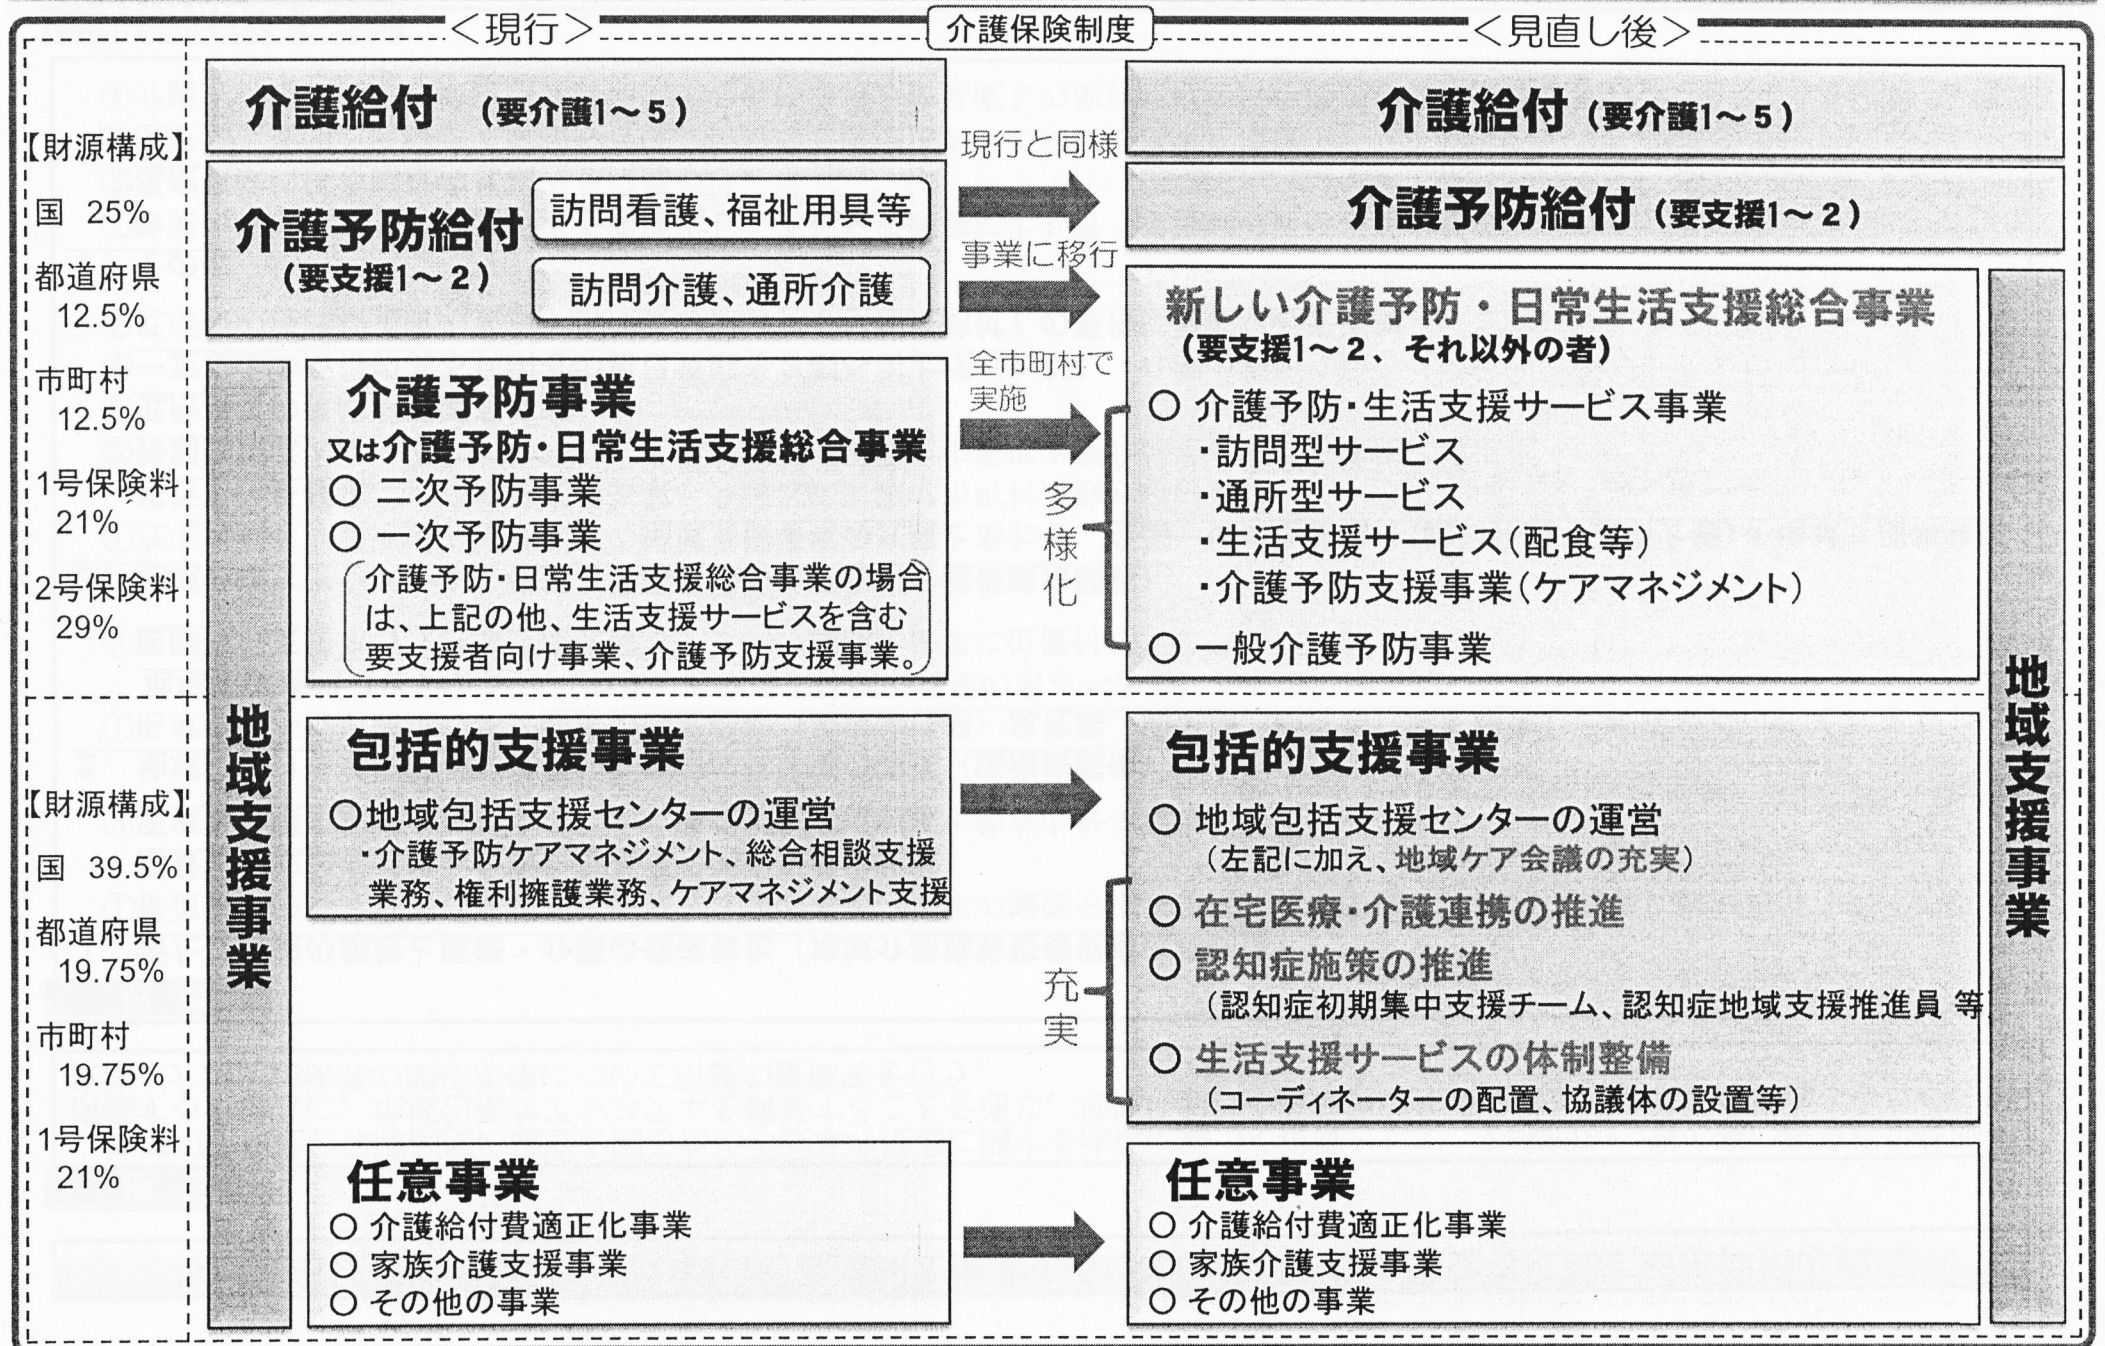 ＜現行＞
介護保険制度
＜見直し後＞
【財源構成】
国 25%
都道府県
12.5%
市町村
12.5%
1号保険料
21%
2号保険料
29%
【財源構成】
国 39.5%
都道府県
19.75%
市町村
19.75%
1号保険料
21%
介護給付（要介護1～5）
介護予防給付
（要支援1～2）
訪問看護、福祉用具等
訪問介護、通所介護
地域支援事業
介護予防事業
又は介護予防・日常生活支援総合事業
○ 二次予防事業
○ 一次予防事業
介護予防・日常生活支援総合事業の場合
は、上記の他、生活支援サービスを含む
要支援者向け事業、介護予防支援事業。
包括的支援事業
○地域包括支援センターの運営
・介護予防ケアマネジメント、総合相談支援
業務、権利擁護業務、ケアマネジメント支援
任意事業
○ 介護給付費適正化事業
○ 家族介護支援事業
○ その他の事業
現行と同様
事業に移行
全市町村で
実施
多様化
充実
介護給付（要介護1～5）
介護予防給付（要支援1～2）
新しい介護予防・日常生活支援総合事業
（要支援1～2、それ以外の者）
○ 介護予防・生活支援サービス事業
・訪問型サービス
・通所型サービス
・生活支援サービス（配食等）
・介護予防支援事業（ケアマネジメント）
○ 一般介護予防事業
包括的支援事業
○ 地域包括支援センターの運営
（左記に加え、地域ケア会議の充実）
○ 在宅医療・介護連携の推進
○ 認知症施策の推進
（認知症初期集中支援チーム、認知症地域支援推進員 等
○ 生活支援サービスの体制整備
（コーディネーターの配置、協議体の設置等）
任意事業
○ 介護給付費適正化事業
○ 家族介護支援事業
○ その他の事業
地域支援事業